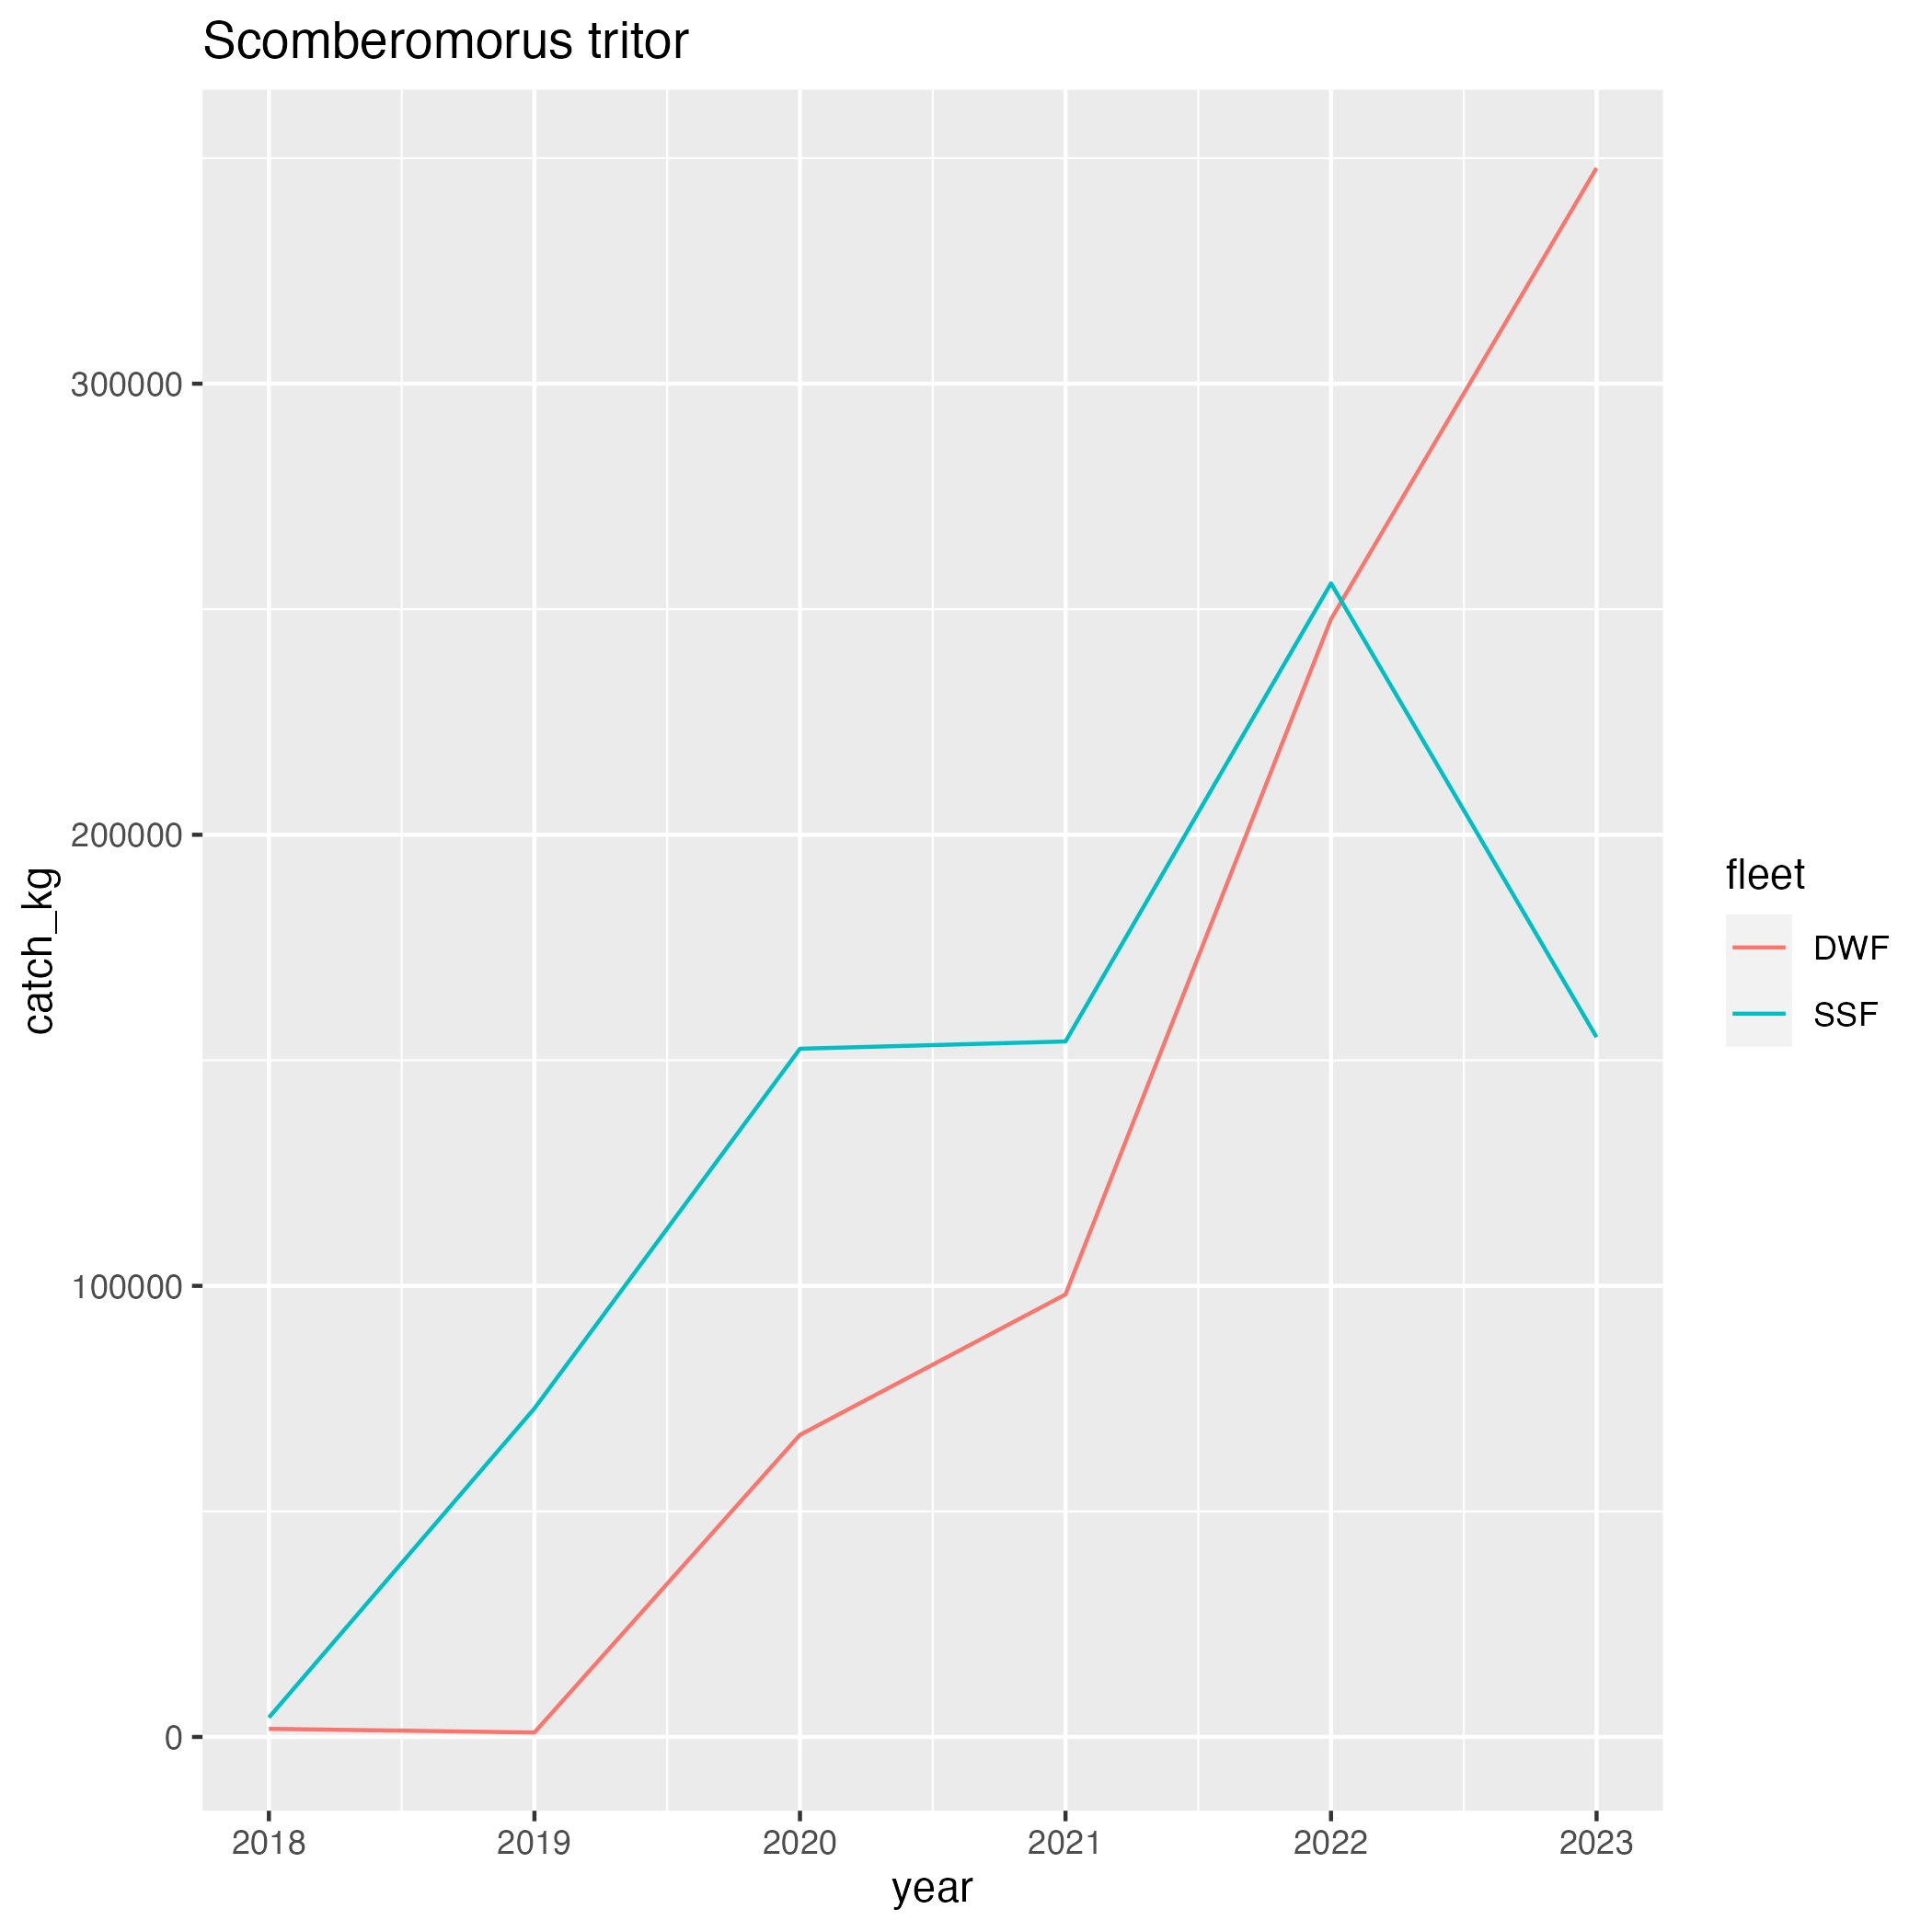 Scomberomorus tritor
300000
200000
100000
0
catch_kg
2018 2019 2020 2021 2022 2023
year
fleet
DWF
SSF